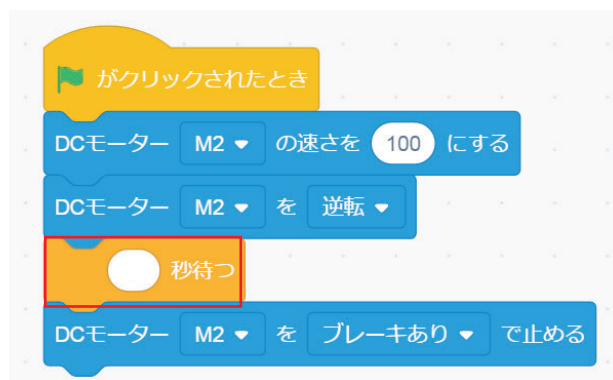 がクリックされたとき
DCモーター M2 の速さを 100 にする
DCモーター M2 を 逆転
秒待つ
DCモーター M2 を ブレーキあり で止める